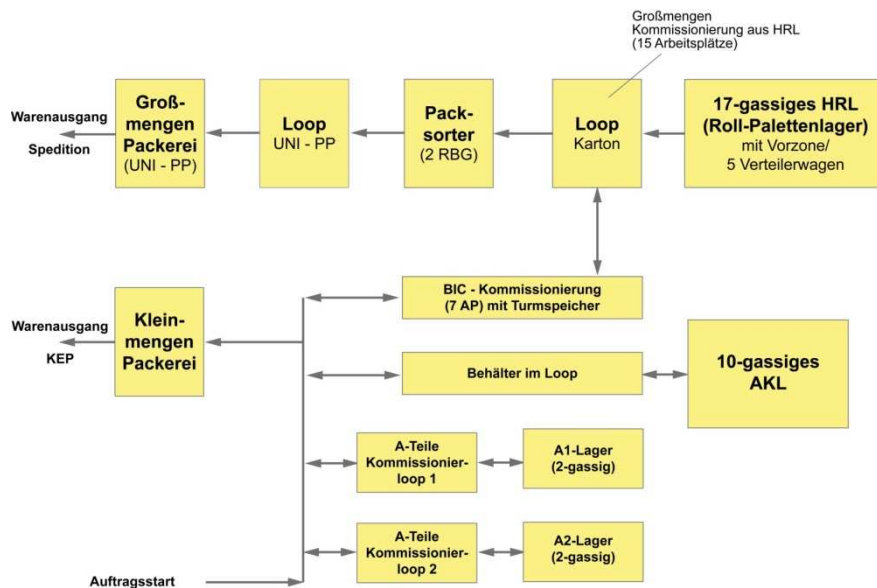 Großmengen
Kommissionierung aus HRL
(15 Arbeitsplätze)
Warenausgang
Spedition
Groß-
mengen
Packerei
(UNI - PP)
Loop
UNI - PP
Pack-
sorter
(2 RBG)
Loop
Karton
17-gassiges HRL
(Roll-Palettenlager)
mit Vorzone/
5 Verteilerwagen
BIC - Kommissionierung
(7 AP) mit Turmspeicher
Warenausgang
KEP
Klein-
mengen
Packerei
Behälter im Loop
10-gassiges
AKL
A-Teile
Kommissionier-
loop 1
A1-Lager
(2-gassig)
A-Teile
Kommissionier-
loop 2
A2-Lager
(2-gassig)
Auftragsstart